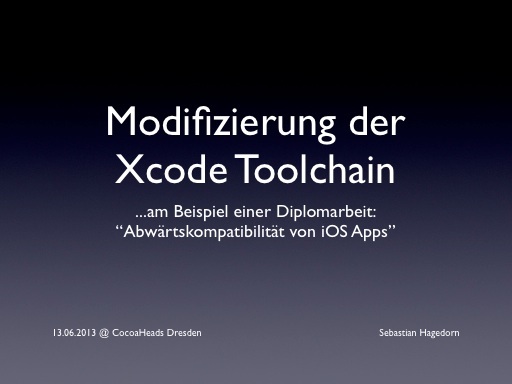 Modifizierung der
Xcode Toolchain
...am Beispiel einer Diplomarbeit:
“Abwärtskompatibilität von iOS Apps”
13.06.2013 @ CocoaHeads Dresden
Sebastian Hagedorn